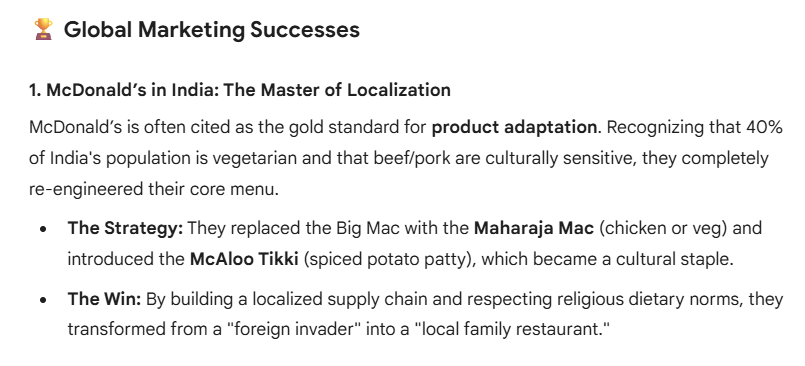 🏆 Global Marketing Successes
1. McDonald’s in India: The Master of Localization
McDonald’s is often cited as the gold standard for product adaptation. Recognizing that 40%
of India's population is vegetarian and that beef/pork are culturally sensitive, they completely
re-engineered their core menu.
• The Strategy: They replaced the Big Mac with the Maharaja Mac (chicken or veg) and
introduced the McAloo Tikki (spiced potato patty), which became a cultural staple.
• The Win: By building a localized supply chain and respecting religious dietary norms, they
transformed from a "foreign invader" into a "local family restaurant."